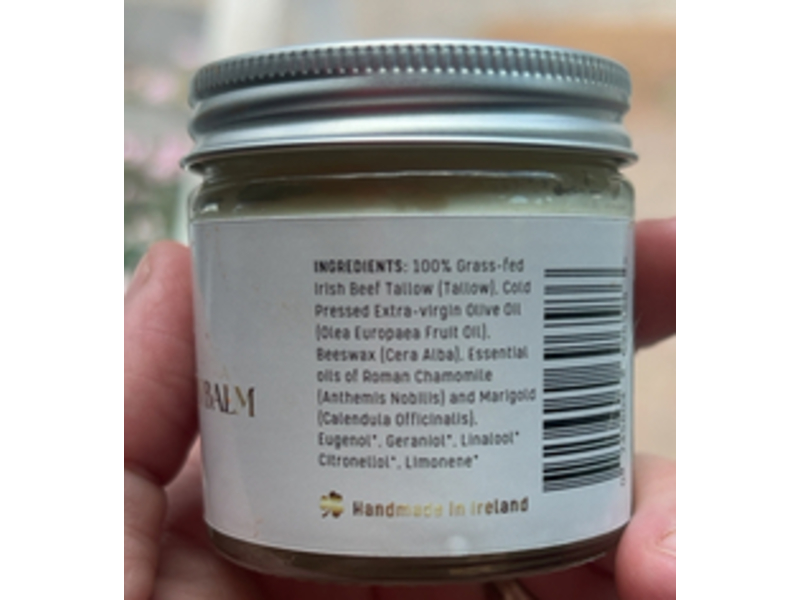 BALM
INGREDIENTS: 100% Grass-fed
Irish Beef Tallow (Tallow), Cold
Pressed Extra-virgin Olive Oil
(Olea Europaea Fruit Oil),
Beeswax (Cera Alba), Essential
oils of Roman Chamomile
(Anthemis Nobilis) and Marigold
(Calendula Officinalis),
Eugenol*, Geraniol*, Linalool*
Citronellol*, Limonene*
Handmade in Ireland